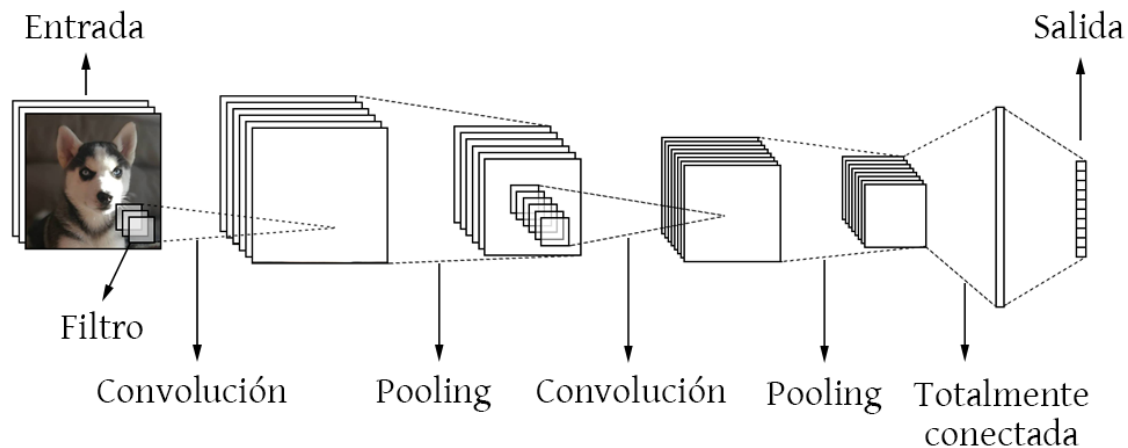 Entrada
Salida
Filtro
Convolución
Pooling
Convolución
Pooling
Totalmente
conectada